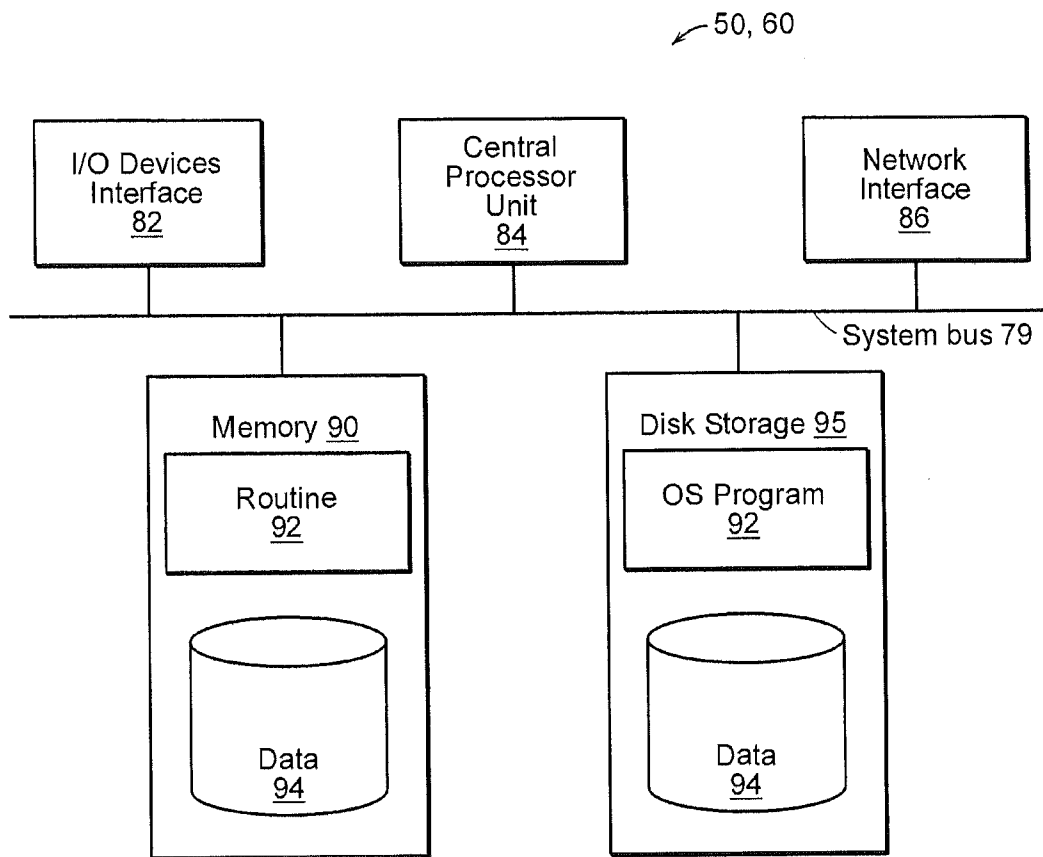 50, 60
I/O Devices
Interface
82
Central
Processor
Unit
84
Network
Interface
86
System bus 79
Memory 90
Routine
92
Data
94
Disk Storage 95
OS Program
92
Data
94